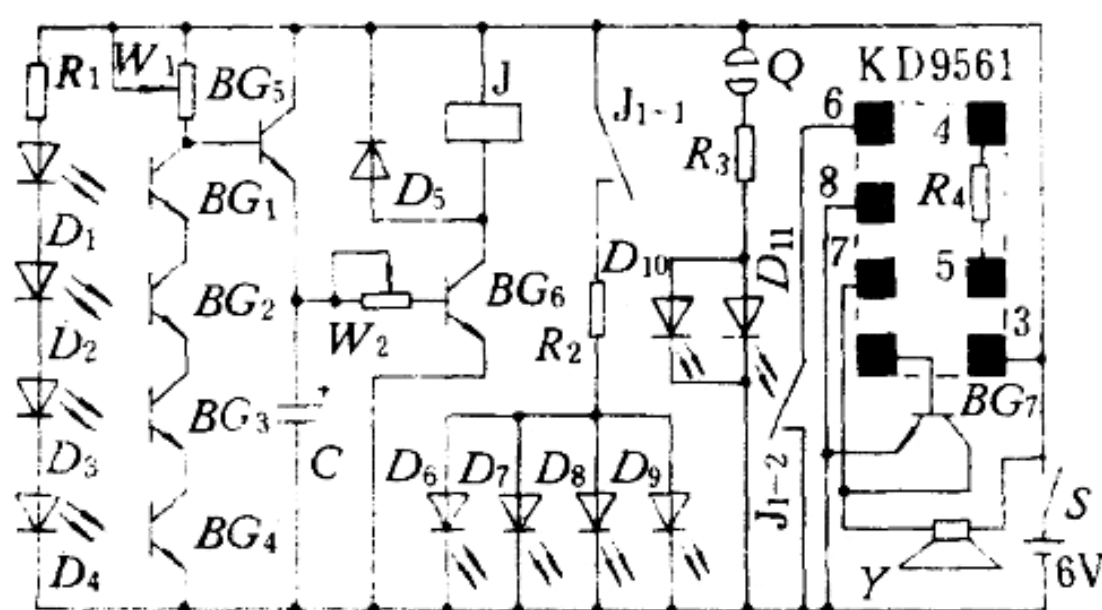 R1
W1
BG5
J
J1-1
Q
KD9561
6
4
D1
BG1
D5
R3
8
R4
D2
BG2
W2
BG6
R2
D10
D11
7
5
3
D3
BG3
C
D6
D7
D8
D9
J1-2
BG7
D4
BG4
Y
S
6V